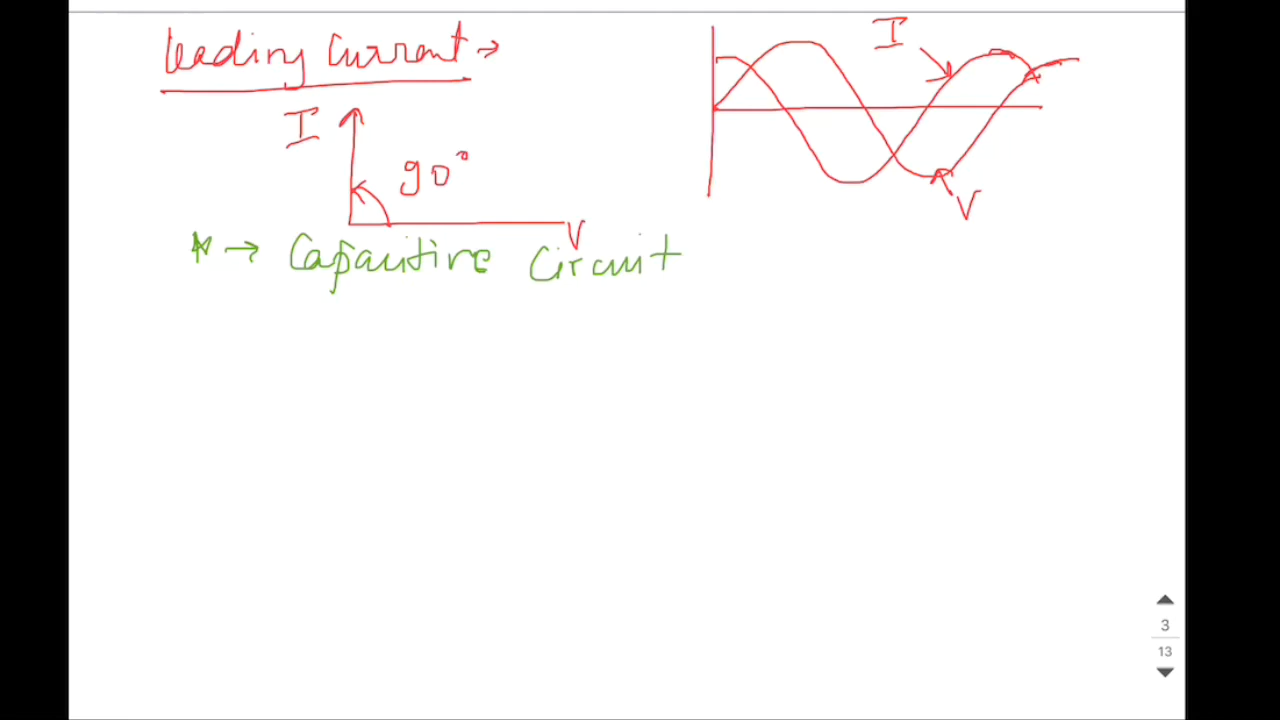 Leading Current →
I
I
90°
V
V
* → Capacitive Circuit
3
13